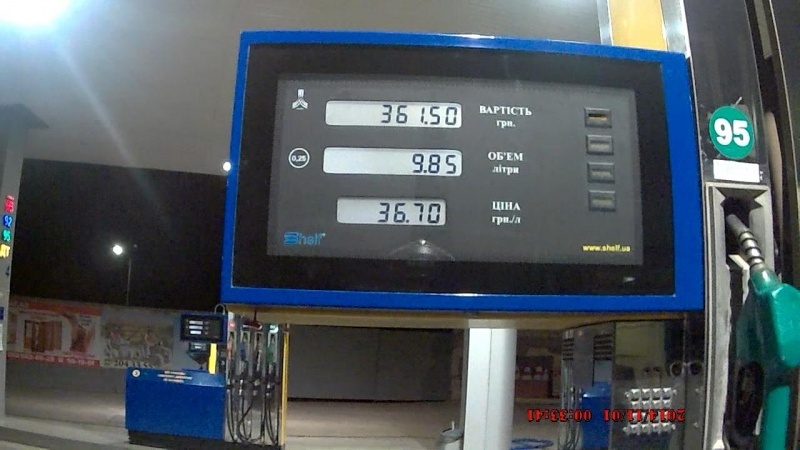 361.50
ВАРТІСТЬ
грн.
0,25
9.85
ОБ'ЄМ
літри
36.70
ЦІНА
грн./л
Shelf
www.shelf.ua
95